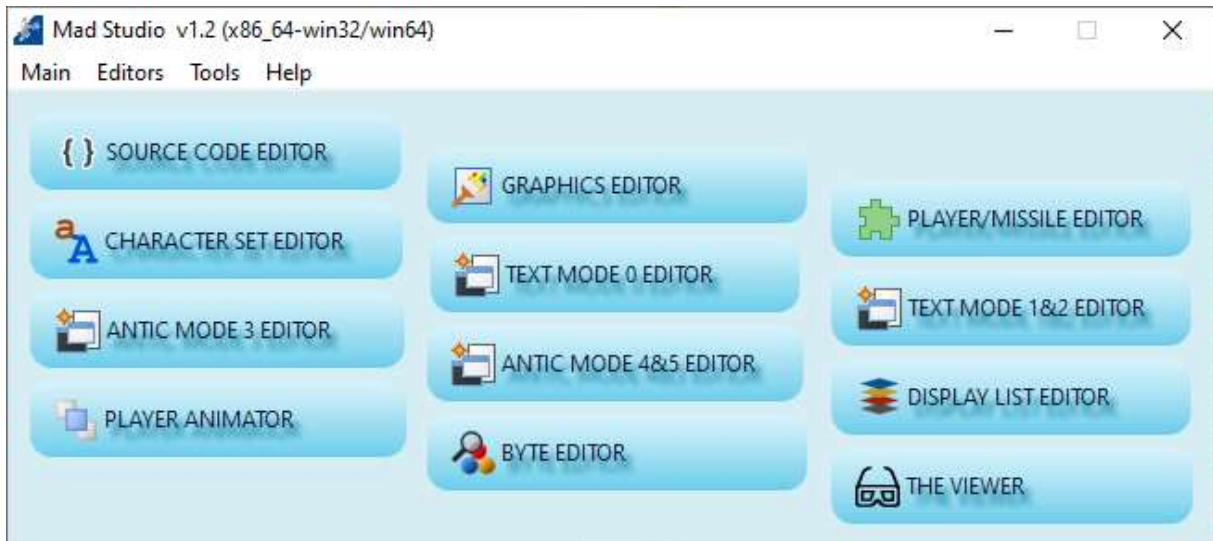 Mad Studio v1.2 (x86_64-win32/win64)
Main Editors Tools Help
{ } SOURCE CODE EDITOR
aA CHARACTER SET EDITOR
ANTIC MODE 3 EDITOR
PLAYER ANIMATOR
GRAPHICS EDITOR
TEXT MODE 0 EDITOR
ANTIC MODE 4&5 EDITOR
BYTE EDITOR
PLAYER/MISSILE EDITOR
TEXT MODE 1&2 EDITOR
DISPLAY LIST EDITOR
THE VIEWER